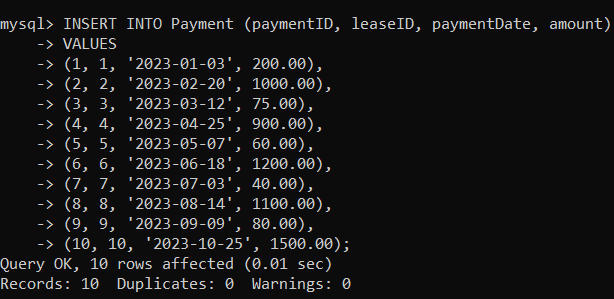 mysql> INSERT INTO Payment (paymentID, leaseID, paymentDate, amount)
    -> VALUES
    -> (1, 1, '2023-01-03', 200.00),
    -> (2, 2, '2023-02-20', 1000.00),
    -> (3, 3, '2023-03-12', 75.00),
    -> (4, 4, '2023-04-25', 900.00),
    -> (5, 5, '2023-05-07', 60.00),
    -> (6, 6, '2023-06-18', 1200.00),
    -> (7, 7, '2023-07-03', 40.00),
    -> (8, 8, '2023-08-14', 1100.00),
    -> (9, 9, '2023-09-09', 80.00),
    -> (10, 10, '2023-10-25', 1500.00);
Query OK, 10 rows affected (0.01 sec)
Records: 10  Duplicates: 0  Warnings: 0